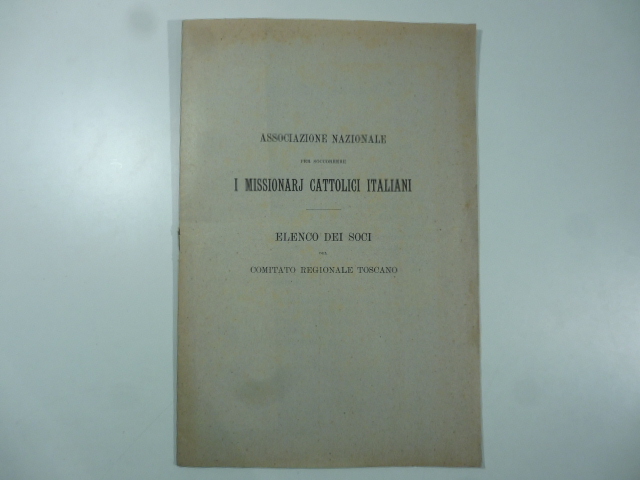 ASSOCIAZIONE NAZIONALE
PER SOCCORRERE
I MISSIONARJ CATTOLICI ITALIANI
ELENCO DEI SOCI
DEL
COMITATO REGIONALE TOSCANO